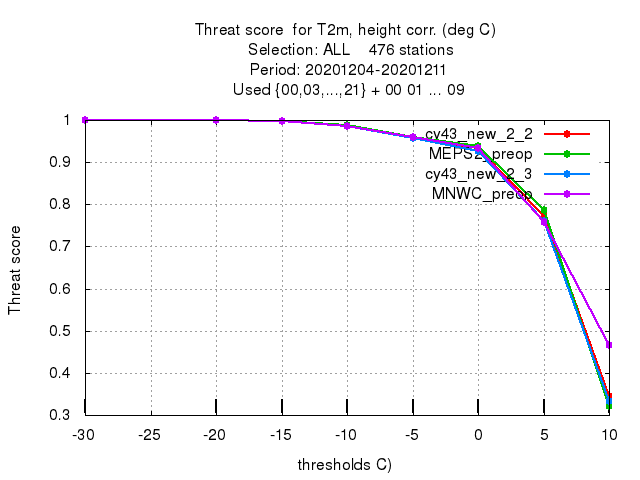 Threat score  for T2m, height corr. (deg C)
Selection: ALL    476 stations
Period: 20201204-20201211
Used {00,03,...,21} + 00 01 ... 09
cy43_new_2_2
MEPS2_preop
cy43_new_2_3
MNWC_preop
1
0.9
0.8
0.7
0.6
0.5
0.4
0.3
Threat score
-30 -25 -20 -15 -10 -5 0 5 10
thresholds C)